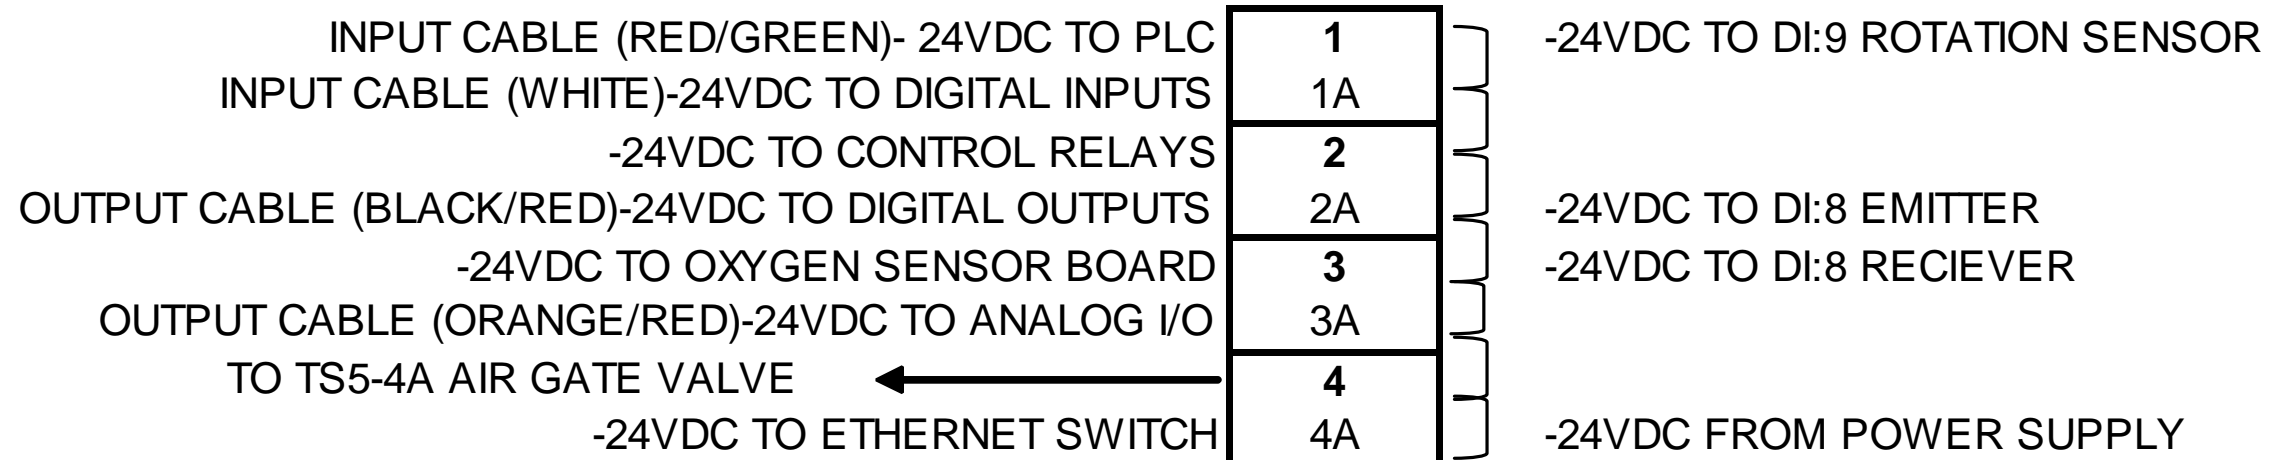 INPUT CABLE (RED/GREEN)- 24VDC TO PLC 1 -24VDC TO DI:9 ROTATION SENSOR
INPUT CABLE (WHITE)-24VDC TO DIGITAL INPUTS 1A
-24VDC TO CONTROL RELAYS 2
OUTPUT CABLE (BLACK/RED)-24VDC TO DIGITAL OUTPUTS 2A -24VDC TO DI:8 EMITTER
-24VDC TO OXYGEN SENSOR BOARD 3 -24VDC TO DI:8 RECIEVER
OUTPUT CABLE (ORANGE/RED)-24VDC TO ANALOG I/O 3A
TO TS5-4A AIR GATE VALVE 4
-24VDC TO ETHERNET SWITCH 4A -24VDC FROM POWER SUPPLY